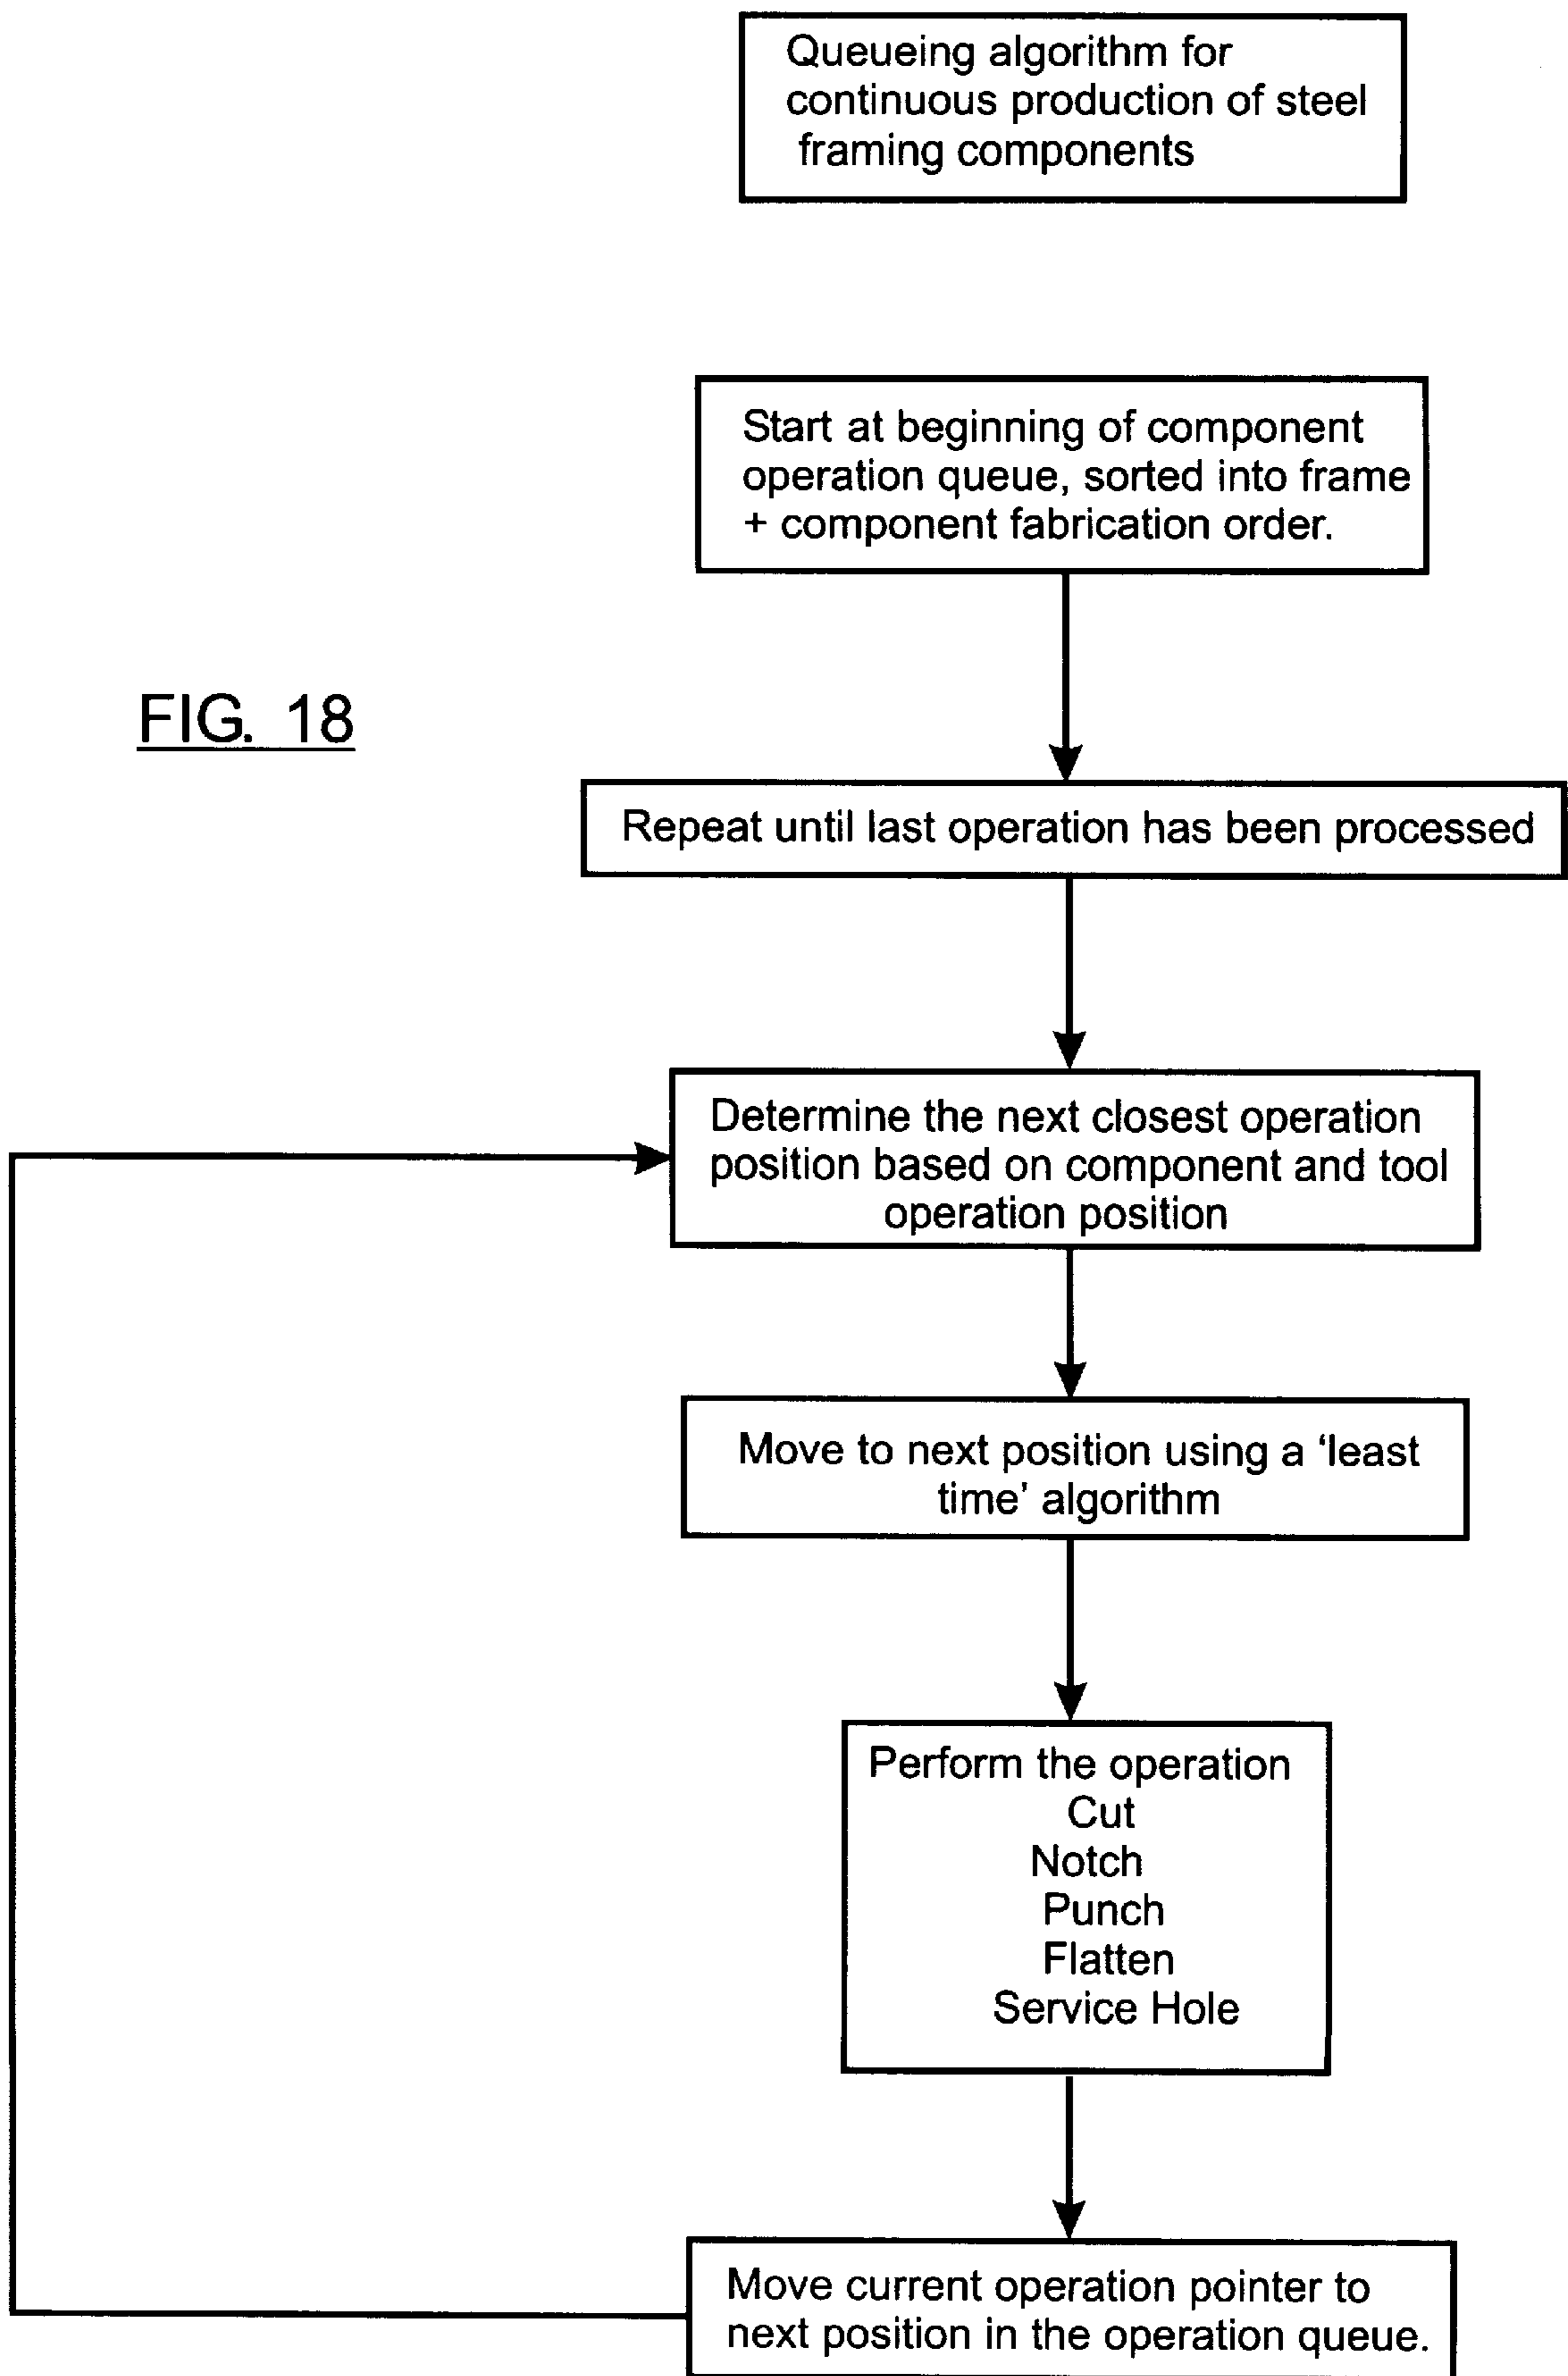 Queueing algorithm for
continuous production of steel
framing components
Start at beginning of component
operation queue, sorted into frame
+ component fabrication order.
FIG. 18
Repeat until last operation has been processed
Determine the next closest operation
position based on component and tool
operation position
Move to next position using a ‘least
time’ algorithm
Perform the operation
Cut
Notch
Punch
Flatten
Service Hole
Move current operation pointer to
next position in the operation queue.